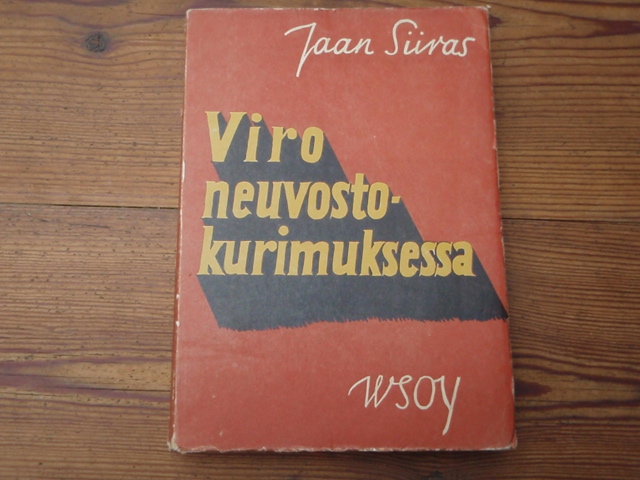 Jaan Siiras
Viro
neuvosto-
kurimuksessa
WSOY